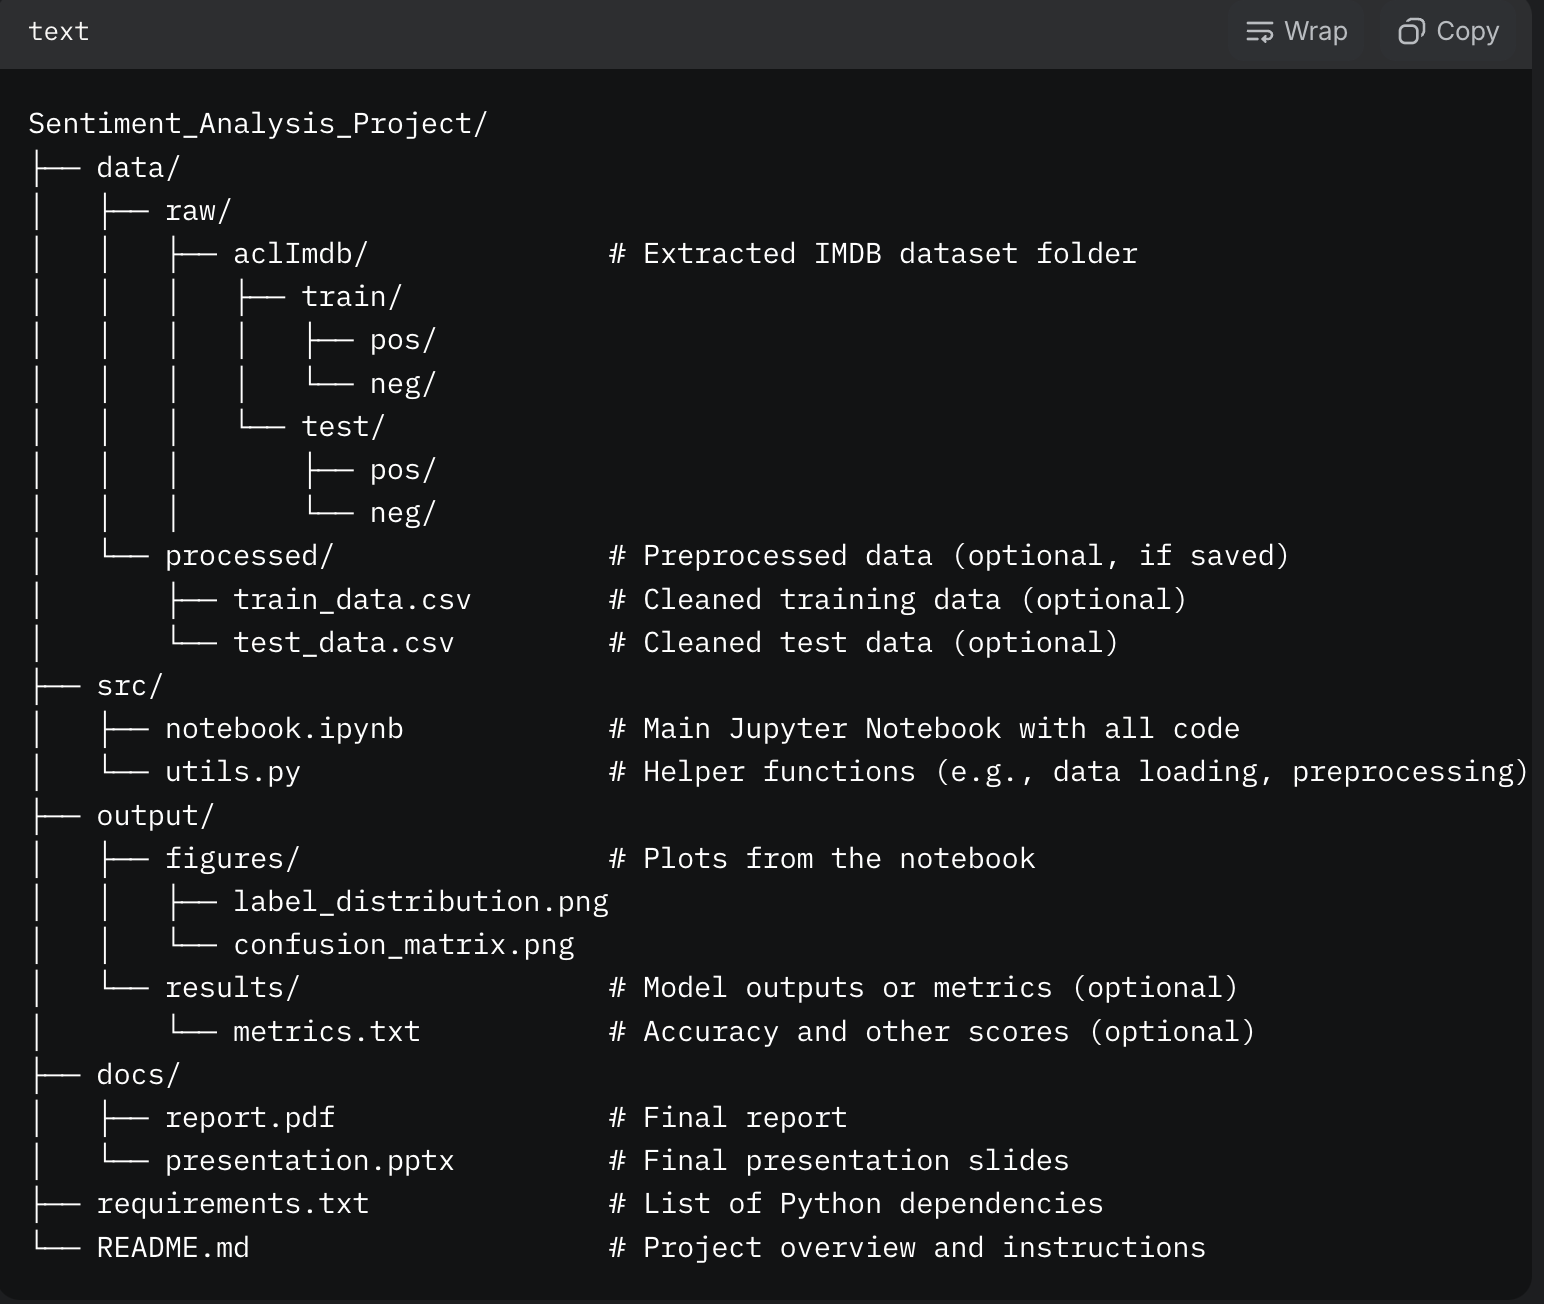 text
Wrap
Copy
Sentiment_Analysis_Project/
├── data/
│   ├── raw/
│   │   ├── aclImdb/              # Extracted IMDB dataset folder
│   │   │   ├── train/
│   │   │   │   ├── pos/
│   │   │   │   └── neg/
│   │   │   └── test/
│   │   │       ├── pos/
│   │   │       └── neg/
│   └── processed/                # Preprocessed data (optional, if saved)
│       ├── train_data.csv        # Cleaned training data (optional)
│       └── test_data.csv         # Cleaned test data (optional)
├── src/
│   ├── notebook.ipynb            # Main Jupyter Notebook with all code
│   └── utils.py                  # Helper functions (e.g., data loading, preprocessing)
├── output/
│   ├── figures/                  # Plots from the notebook
│   │   ├── label_distribution.png
│   │   └── confusion_matrix.png
│   └── results/                  # Model outputs or metrics (optional)
│       └── metrics.txt           # Accuracy and other scores (optional)
├── docs/
│   ├── report.pdf                # Final report
│   └── presentation.pptx         # Final presentation slides
├── requirements.txt              # List of Python dependencies
└── README.md                     # Project overview and instructions